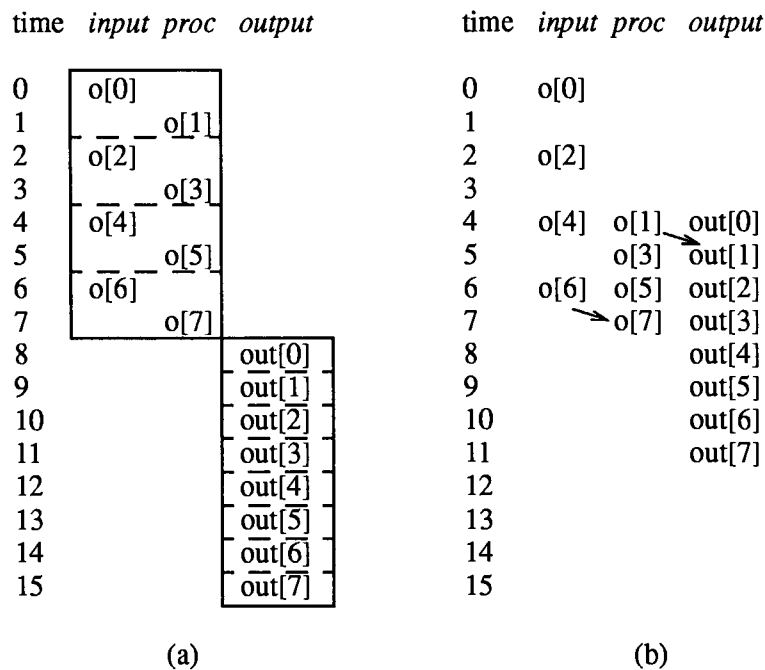 time input proc output time input proc output
0 o[0] 0 o[0]
1 o[1] 1
2 o[2] 2 o[2]
3 o[3] 3
4 o[4] 4 o[4] o[1] out[0]
5 o[5] 5 o[3] out[1]
6 o[6] 6 o[6] o[5] out[2]
7 o[7] 7 o[7] out[3]
8 out[0] 8 out[4]
9 out[1] 9 out[5]
10 out[2] 10 out[6]
11 out[3] 11 out[7]
12 out[4] 12
13 out[5] 13
14 out[6] 14
15 out[7] 15
(a) (b)